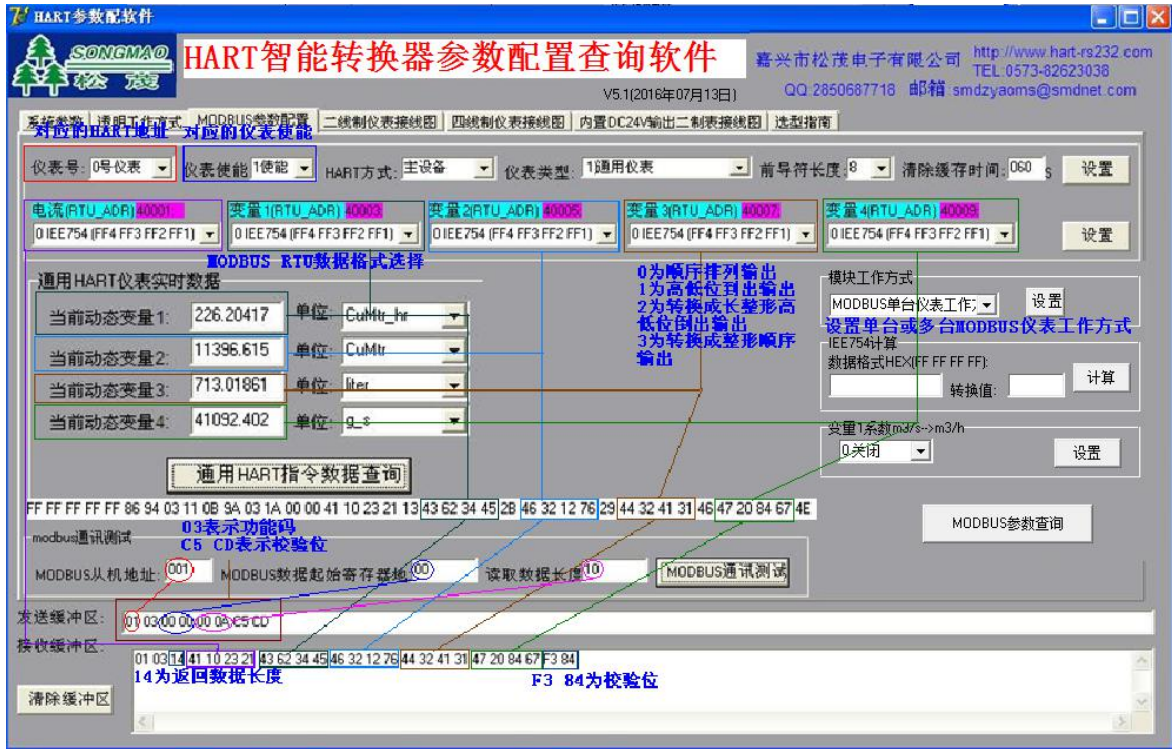 HART参数配软件
SONGMAO
松茂
HART智能转换器参数配置查询软件
V5.1(2016年07月13日)
嘉兴市松茂电子有限公司
http://www.hart-rs232.com
TEL:0573-82623038
QQ:2850687718 邮箱:smdzyaoms@smdnet.com
系统参数 透明工作方式 MODBUS参数配置 二线制仪表接线图 四线制仪表接线图 内置DC24V输出二制表接线图 选型指南
对应的HART地址 对应的仪表使能
仪表号: 0号仪表 仪表使能 1使能 HART方式: 主设备 仪表类型: 1通用仪表 前导符长度: 8 清除缓存时间: 060 s 设置
电流(RTU_ADR)40001: 变量1(RTU_ADR)40003: 变量2(RTU_ADR)40005: 变量3(RTU_ADR)40007: 变量4(RTU_ADR)40009:
0 IEE754 (FF4 FF3 FF2 FF1) 0 IEE754 (FF4 FF3 FF2 FF1) 0 IEE754 (FF4 FF3 FF2 FF1) 0 IEE754 (FF4 FF3 FF2 FF1) 0 IEE754 (FF4 FF3 FF2 FF1) 设置
MODBUS RTU数据格式选择
通用HART仪表实时数据
当前动态变量1: 226.20417 单位: CuMtr_hr
当前动态变量2: 11396.615 单位: CuMtr
当前动态变量3: 713.01861 单位: liter
当前动态变量4: 41092.402 单位: g_s
0为顺序排列输出
1为高低位到出输出
2为转换成长整形高
低位倒出输出
3为转换成整形顺序
输出
模块工作方式
MODBUS单台仪表工作 设置
设置单台或多台MODBUS仪表工作方式
IEE754计算
数据格式HEX(FF FF FF FF):
转换值: 计算
变量1系数m3/s-->m3/h
0关闭 设置
通用HART指令数据查询
FF FF FF FF FF 86 94 03 11 0B 9A 03 1A 00 00 41 10 23 21 13 43 62 34 45 2B 46 32 12 76 29 44 32 41 31 46 47 20 84 67 4E
MODBUS参数查询
03表示功能码
C5 CD表示校验位
modbus通讯测试
MODBUS从机地址: 001 MODBUS数据起始寄存器地 00 读取数据长度 10 MODBUS通讯测试
发送缓冲区: 01 03 00 00 00 0A C5 CD
接收缓冲区:
01 03 14 41 10 23 21 43 62 34 45 46 32 12 76 44 32 41 31 47 20 84 67 F3 84
14为返回数据长度 F3 84为校验位
清除缓冲区